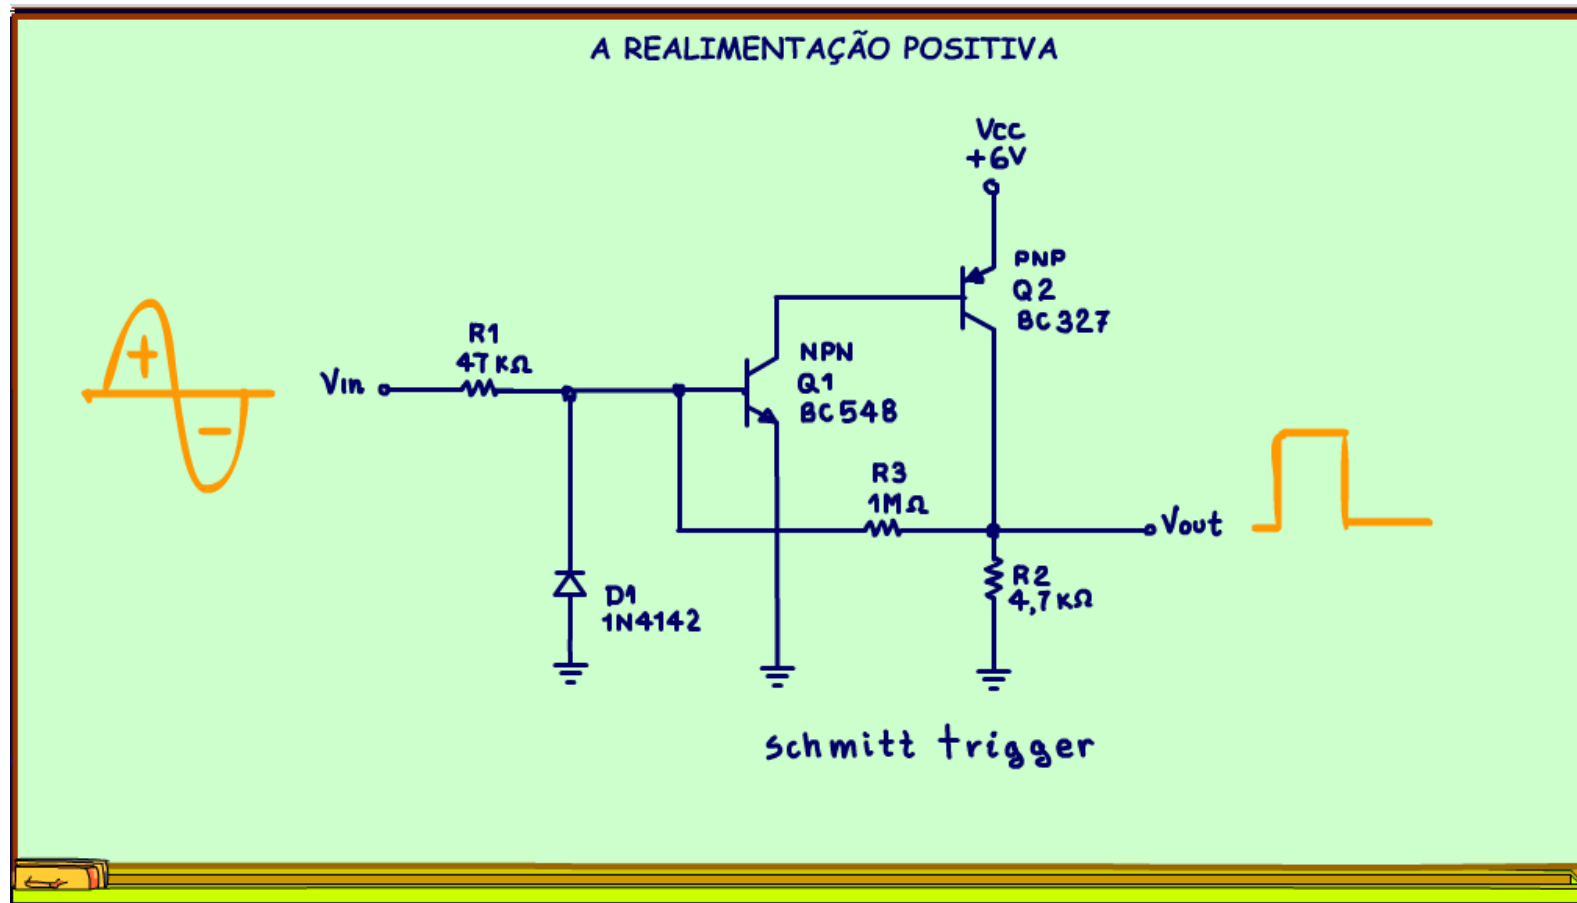 A REALIMENTAÇÃO POSITIVA
Vcc
+6V
PNP
Q2
BC327
R1
47KΩ
Vin
NPN
Q1
BC548
+
-
R3
1MΩ
Vout
D1
1N4142
R2
4,7KΩ
schmitt trigger